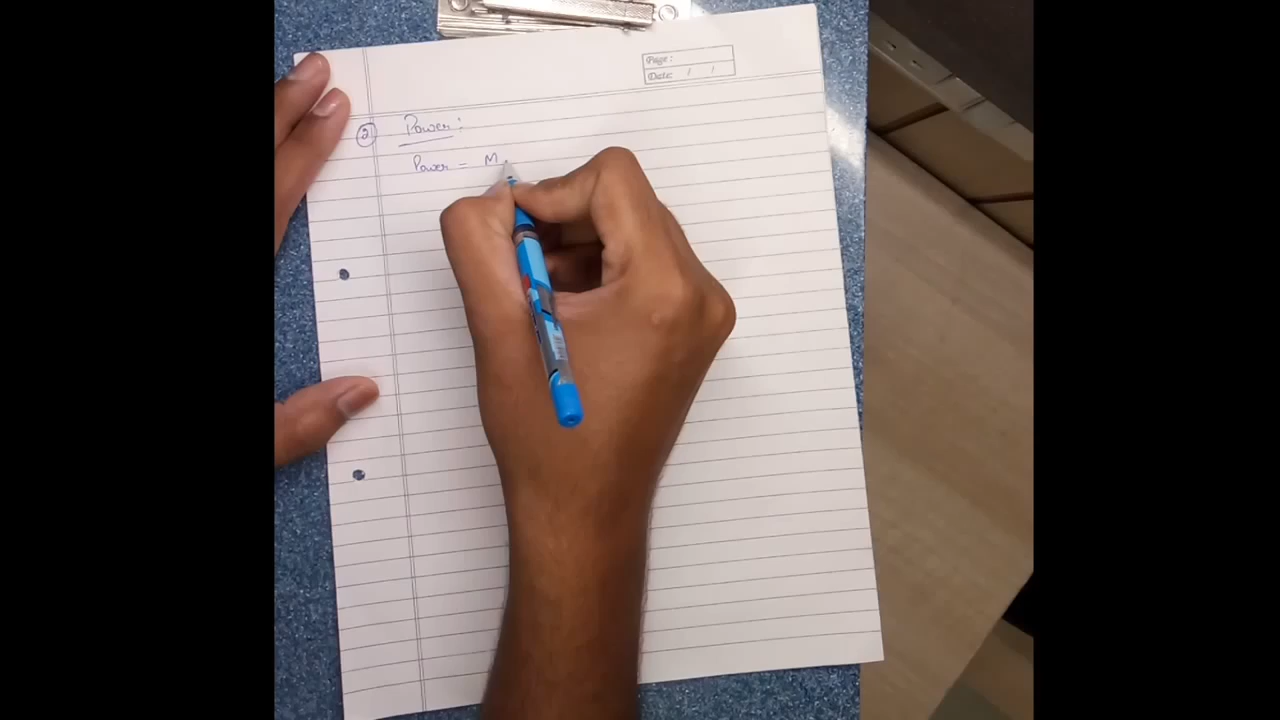 Page :
Date: / /
2) Power :
Power = M